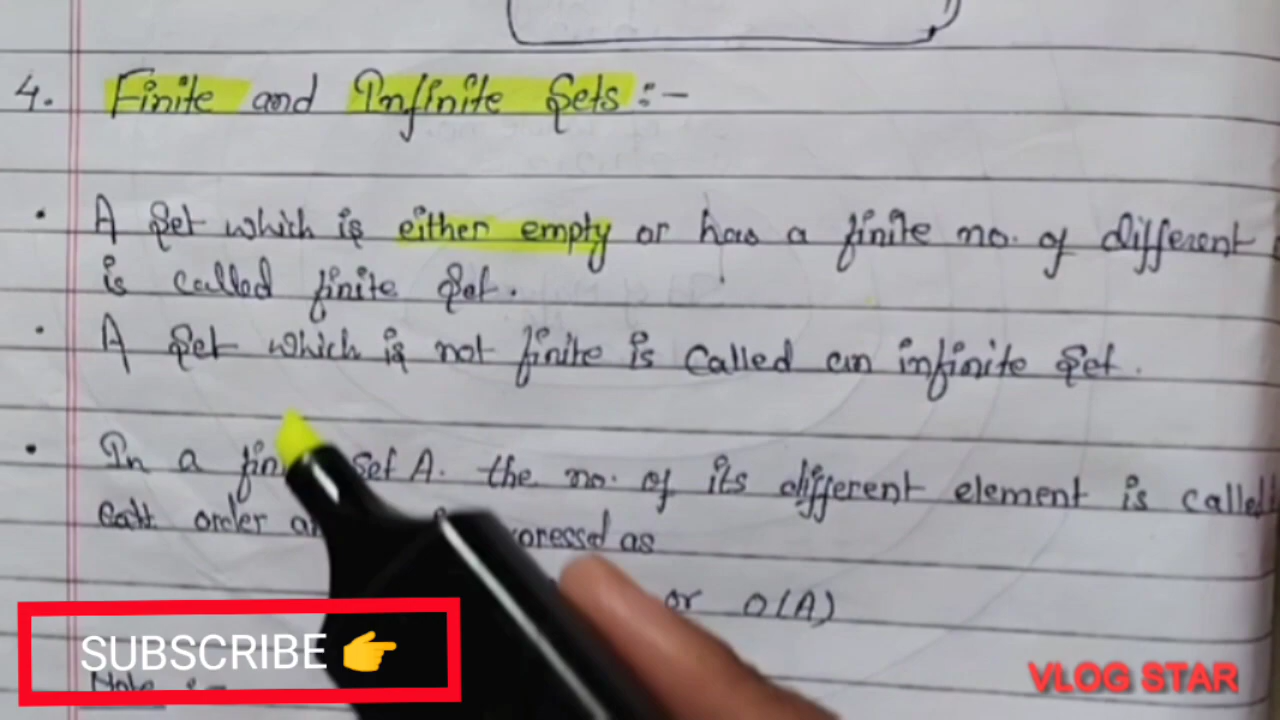 4. Finite and Infinite Sets :-
• A set which is either empty or has a finite no. of different
is called finite set.
• A set which is not finite is called an infinite set.
• In a fin set A. the no. of its different element is called
order as
or O(A)
Note :-
SUBSCRIBE 👉
VLOG STAR